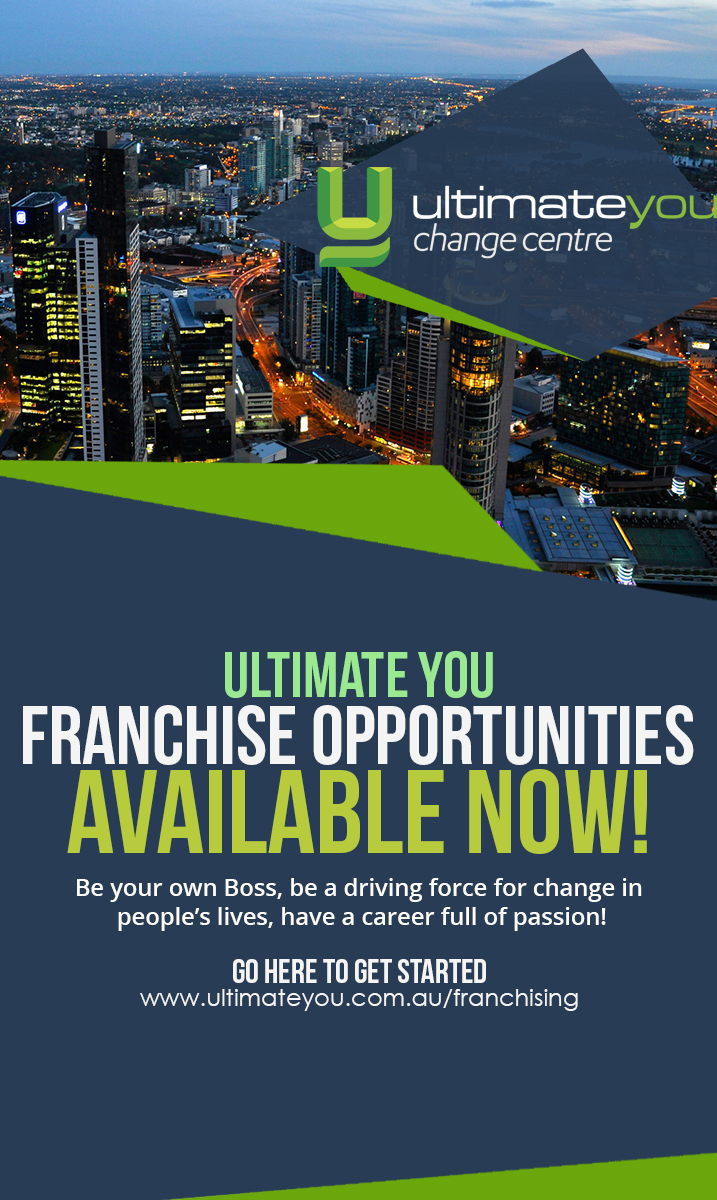 ultimateyou
change centre
ULTIMATE YOU
FRANCHISE OPPORTUNITIES
AVAILABLE NOW!
Be your own Boss, be a driving force for change in
people’s lives, have a career full of passion!
GO HERE TO GET STARTED
www.ultimateyou.com.au/franchising